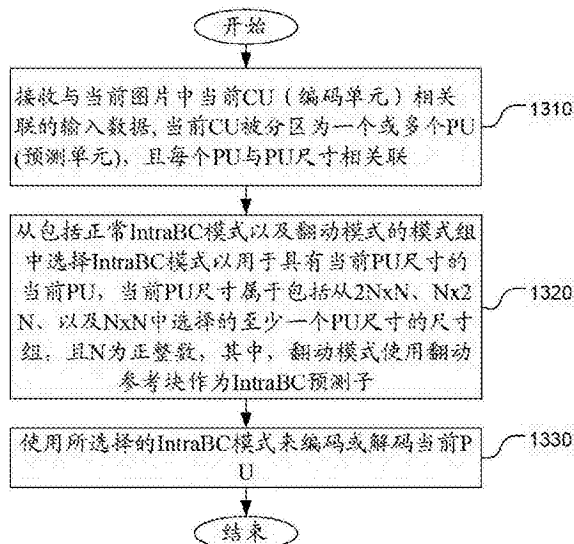 开始
接收与当前图片中当前CU（编码单元）相关
联的输入数据，当前CU被分区为一个或多个PU
(预测单元)，且每个PU与PU尺寸相关联
1310
从包括正常IntraBC模式以及翻动模式的模式组
中选择IntraBC模式以用于具有当前PU尺寸的
当前PU，当前PU尺寸属于包括从2NxN、Nx2
N、以及NxN中选择的至少一个PU尺寸的尺寸
组，且N为正整数，其中，翻动模式使用翻动
参考块作为IntraBC预测子
1320
使用所选择的IntraBC模式来编码或解码当前P
U
1330
结束